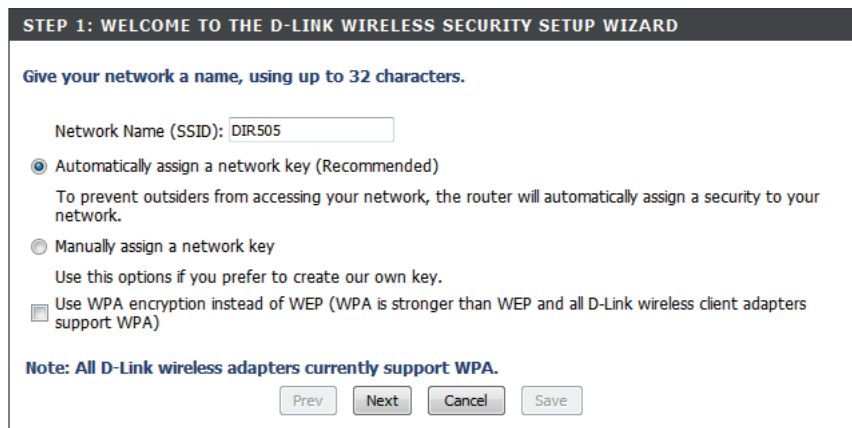 STEP 1: WELCOME TO THE D-LINK WIRELESS SECURITY SETUP WIZARD
Give your network a name, using up to 32 characters.
Network Name (SSID): DIR505
Automatically assign a network key (Recommended)
To prevent outsiders from accessing your network, the router will automatically assign a security to your
network.
Manually assign a network key
Use this options if you prefer to create our own key.
Use WPA encryption instead of WEP (WPA is stronger than WEP and all D-Link wireless client adapters
support WPA)
Note: All D-Link wireless adapters currently support WPA.
Prev Next Cancel Save